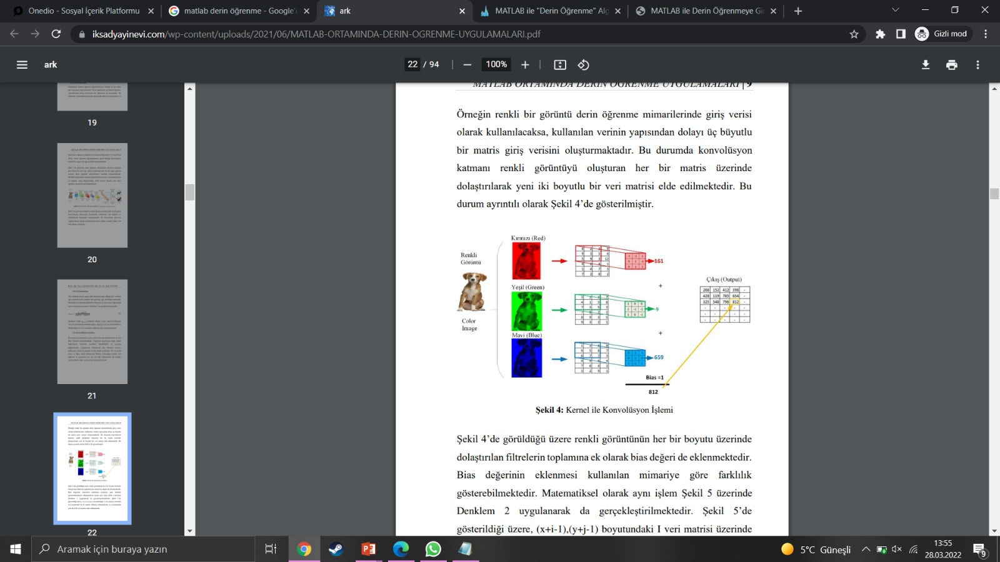 Onedio - Sosyal İçerik Platformu
matlab derin öğrenme - Google'
ark
MATLAB ile "Derin Öğrenme" Alg
MATLAB ile Derin Öğrenmeye Gi
iksadyayinevi.com/wp-content/uploads/2021/06/MATLAB-ORTAMINDA-DERIN-OGRENME-UYGULAMALARI.pdf
Gizli mod
ark
22 / 94
100%
19
20
21
22
MATLAB ORTAMINDA DERİN ÖĞRENME UYGULAMALARI | 9
Örneğin renkli bir görüntü derin öğrenme mimarilerinde giriş verisi
olarak kullanılacaksa, kullanılan verinin yapısından dolayı üç büyutlu
bir matris giriş verisini oluşturmaktadır. Bu durumda konvolüsyon
katmanı renkli görüntüyü oluşturan her bir matris üzerinde
dolaştırılarak yeni iki boyutlu bir veri matrisi elde edilmektedir. Bu
durum ayrıntılı olarak Şekil 4'de gösterilmiştir.
Renkli
Görüntü
Color
Image
Kırmızı (Red)
161
+
Yeşil (Green)
-9
+
Mavi (Blue)
659
Bias =1
812
Çıkış (Output)
268 152 412 398 -
428 119 785 654 -
325 548 796 812 -
- - - - -
- - - - -
- - - - -
Şekil 4: Kernel ile Konvolüsyon İşlemi
Şekil 4'de görüldüğü üzere renkli görüntünün her bir boyutu üzerinde
dolaştırılan filtrelerin toplamına ek olarak bias değeri de eklenmektedir.
Bias değerinin eklenmesi kullanılan mimariye göre farklılık
gösterebilmektedir. Matematiksel olarak aynı işlem Şekil 5 üzerinde
Denklem 2 uygulanarak da gerçekleştirilmektedir. Şekil 5'de
gösterildiği üzere, (x+i-1),(y+j-1) boyutundaki I veri matrisi üzerinde
Aramak için buraya yazın
5°C Güneşli
13:55
28.03.2022
9